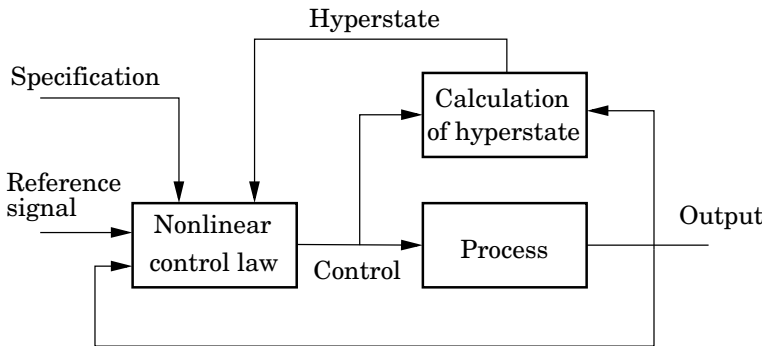 Hyperstate
Specification
Calculation
of hyperstate
Reference
signal
Nonlinear
control law
Control
Process
Output